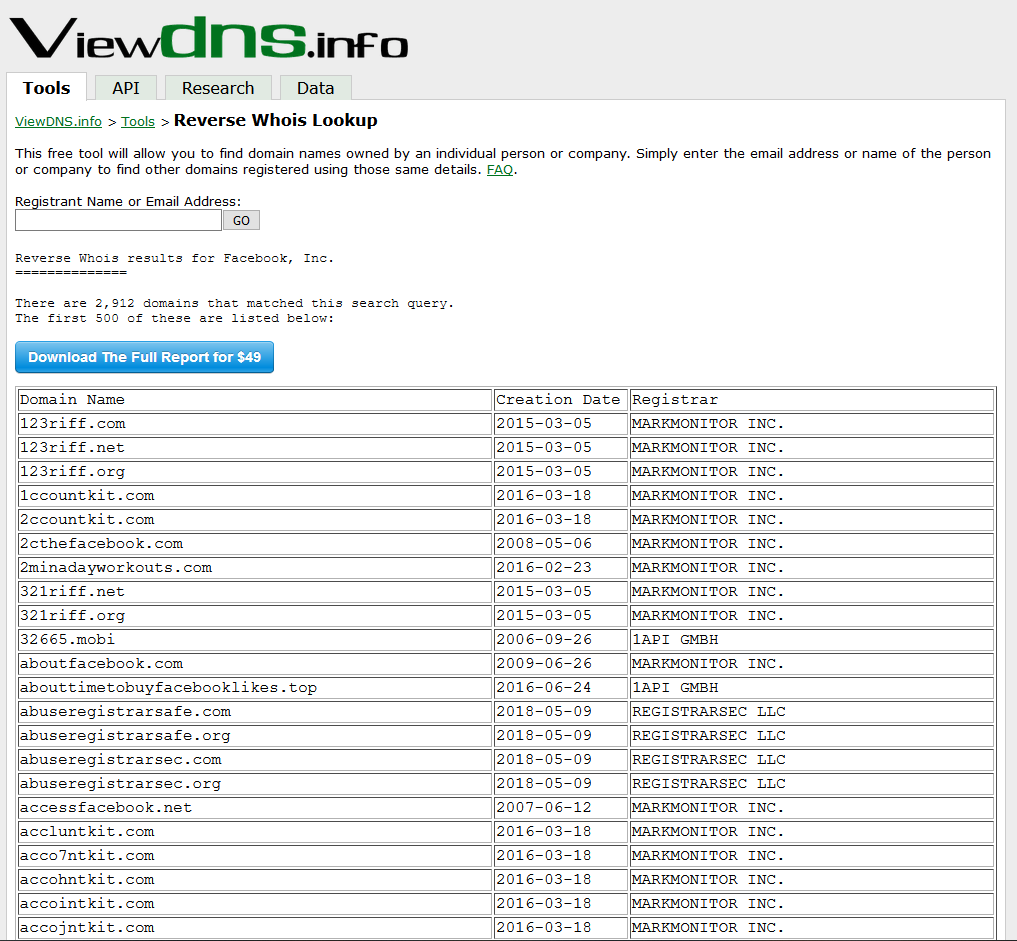 Viewdns.info
Tools API Research Data
ViewDNS.info > Tools > Reverse Whois Lookup
This free tool will allow you to find domain names owned by an individual person or company. Simply enter the email address or name of the person
or company to find other domains registered using those same details. FAQ.
Registrant Name or Email Address:
GO
Reverse Whois results for Facebook, Inc.
==============
There are 2,912 domains that matched this search query.
The first 500 of these are listed below:
Download The Full Report for $49
Domain Name Creation Date Registrar
123riff.com 2015-03-05 MARKMONITOR INC.
123riff.net 2015-03-05 MARKMONITOR INC.
123riff.org 2015-03-05 MARKMONITOR INC.
1ccountkit.com 2016-03-18 MARKMONITOR INC.
2ccountkit.com 2016-03-18 MARKMONITOR INC.
2cthefacebook.com 2008-05-06 MARKMONITOR INC.
2minadayworkouts.com 2016-02-23 MARKMONITOR INC.
321riff.net 2015-03-05 MARKMONITOR INC.
321riff.org 2015-03-05 MARKMONITOR INC.
32665.mobi 2006-09-26 1API GMBH
aboutfacebook.com 2009-06-26 MARKMONITOR INC.
abouttimetobuyfacebooklikes.top 2016-06-24 1API GMBH
abuseregistrarsafe.com 2018-05-09 REGISTRARSEC LLC
abuseregistrarsafe.org 2018-05-09 REGISTRARSEC LLC
abuseregistrarsec.com 2018-05-09 REGISTRARSEC LLC
abuseregistrarsec.org 2018-05-09 REGISTRARSEC LLC
accessfacebook.net 2007-06-12 MARKMONITOR INC.
accluntkit.com 2016-03-18 MARKMONITOR INC.
acco7ntkit.com 2016-03-18 MARKMONITOR INC.
accohntkit.com 2016-03-18 MARKMONITOR INC.
accointkit.com 2016-03-18 MARKMONITOR INC.
accojntkit.com 2016-03-18 MARKMONITOR INC.